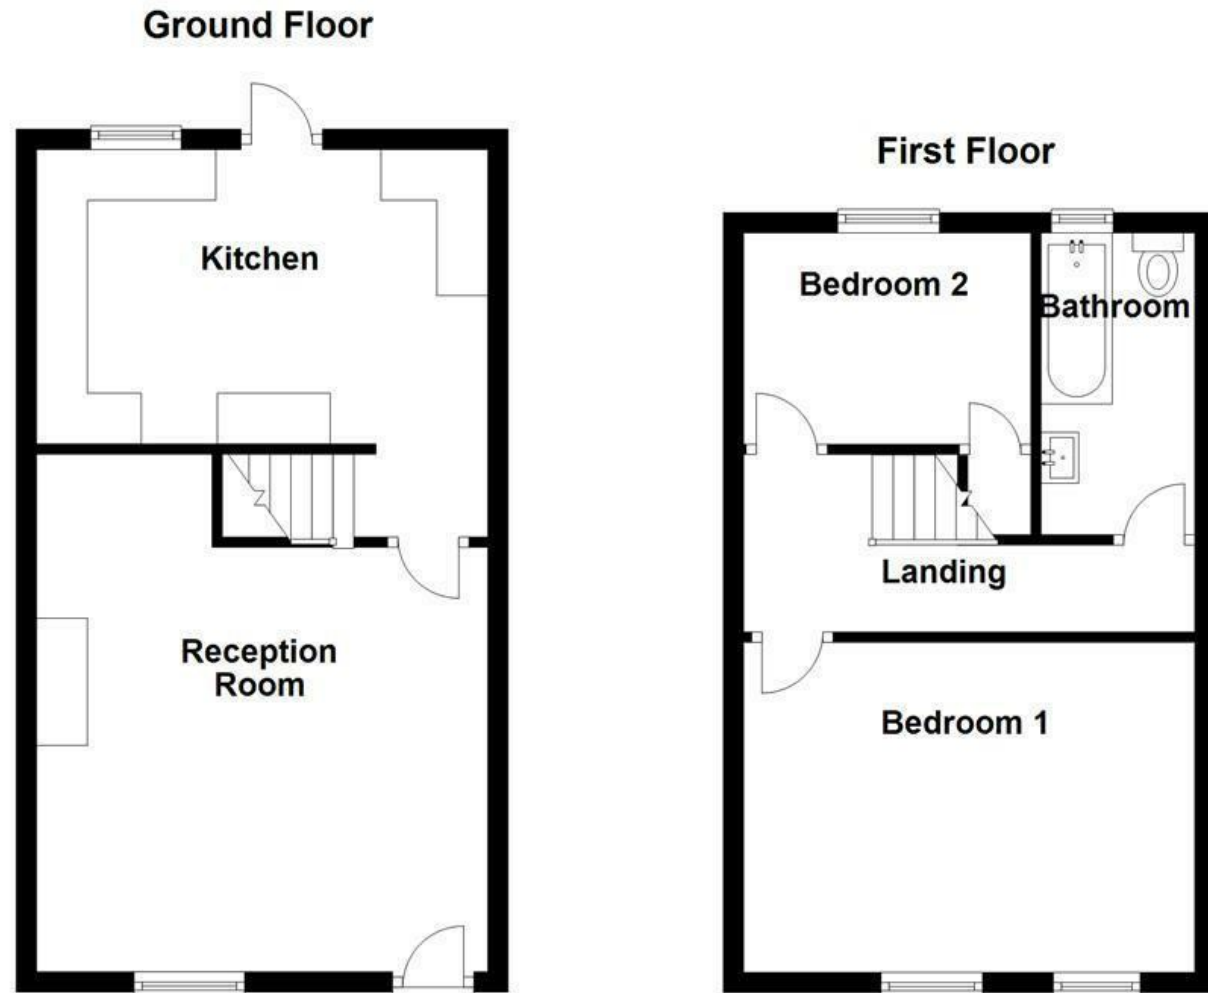 Ground Floor
Kitchen
Reception
Room
First Floor
Bedroom 2
Bathroom
Landing
Bedroom 1